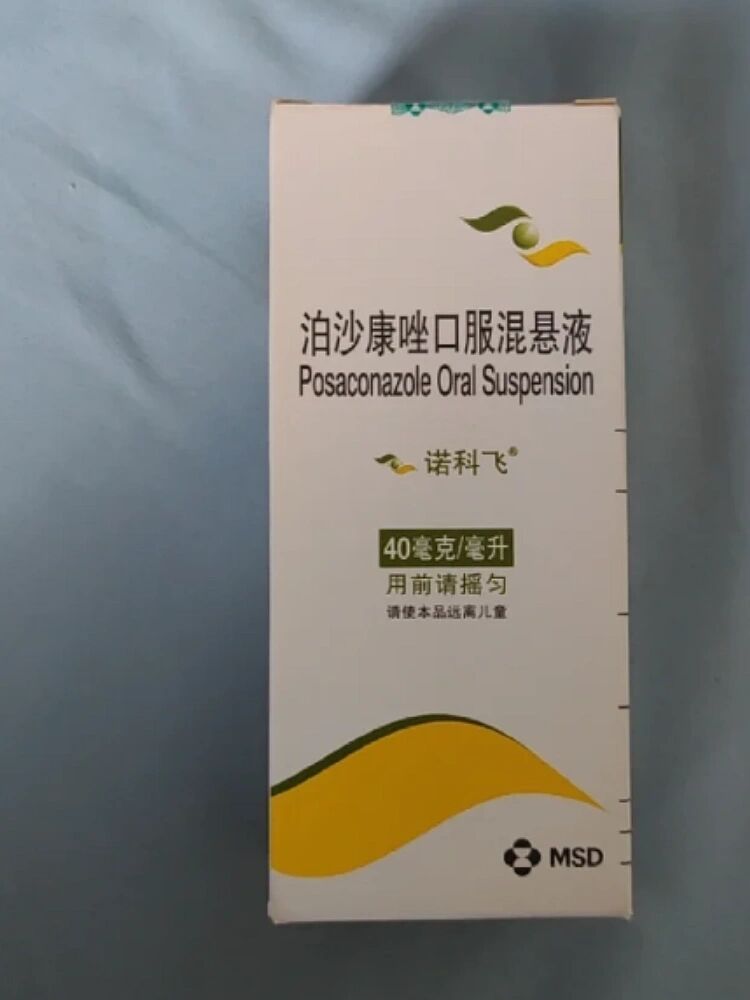 泊沙康唑口服混悬液
Posaconazole Oral Suspension
诺科飞®
40毫克/毫升
用前请摇匀
请使本品远离儿童
MSD